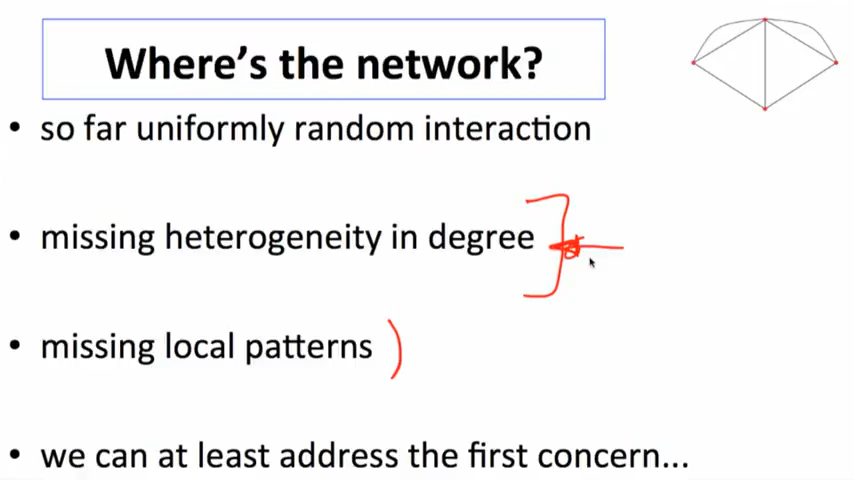 Where's the network?
• so far uniformly random interaction
• missing heterogeneity in degree
• missing local patterns
• we can at least address the first concern...